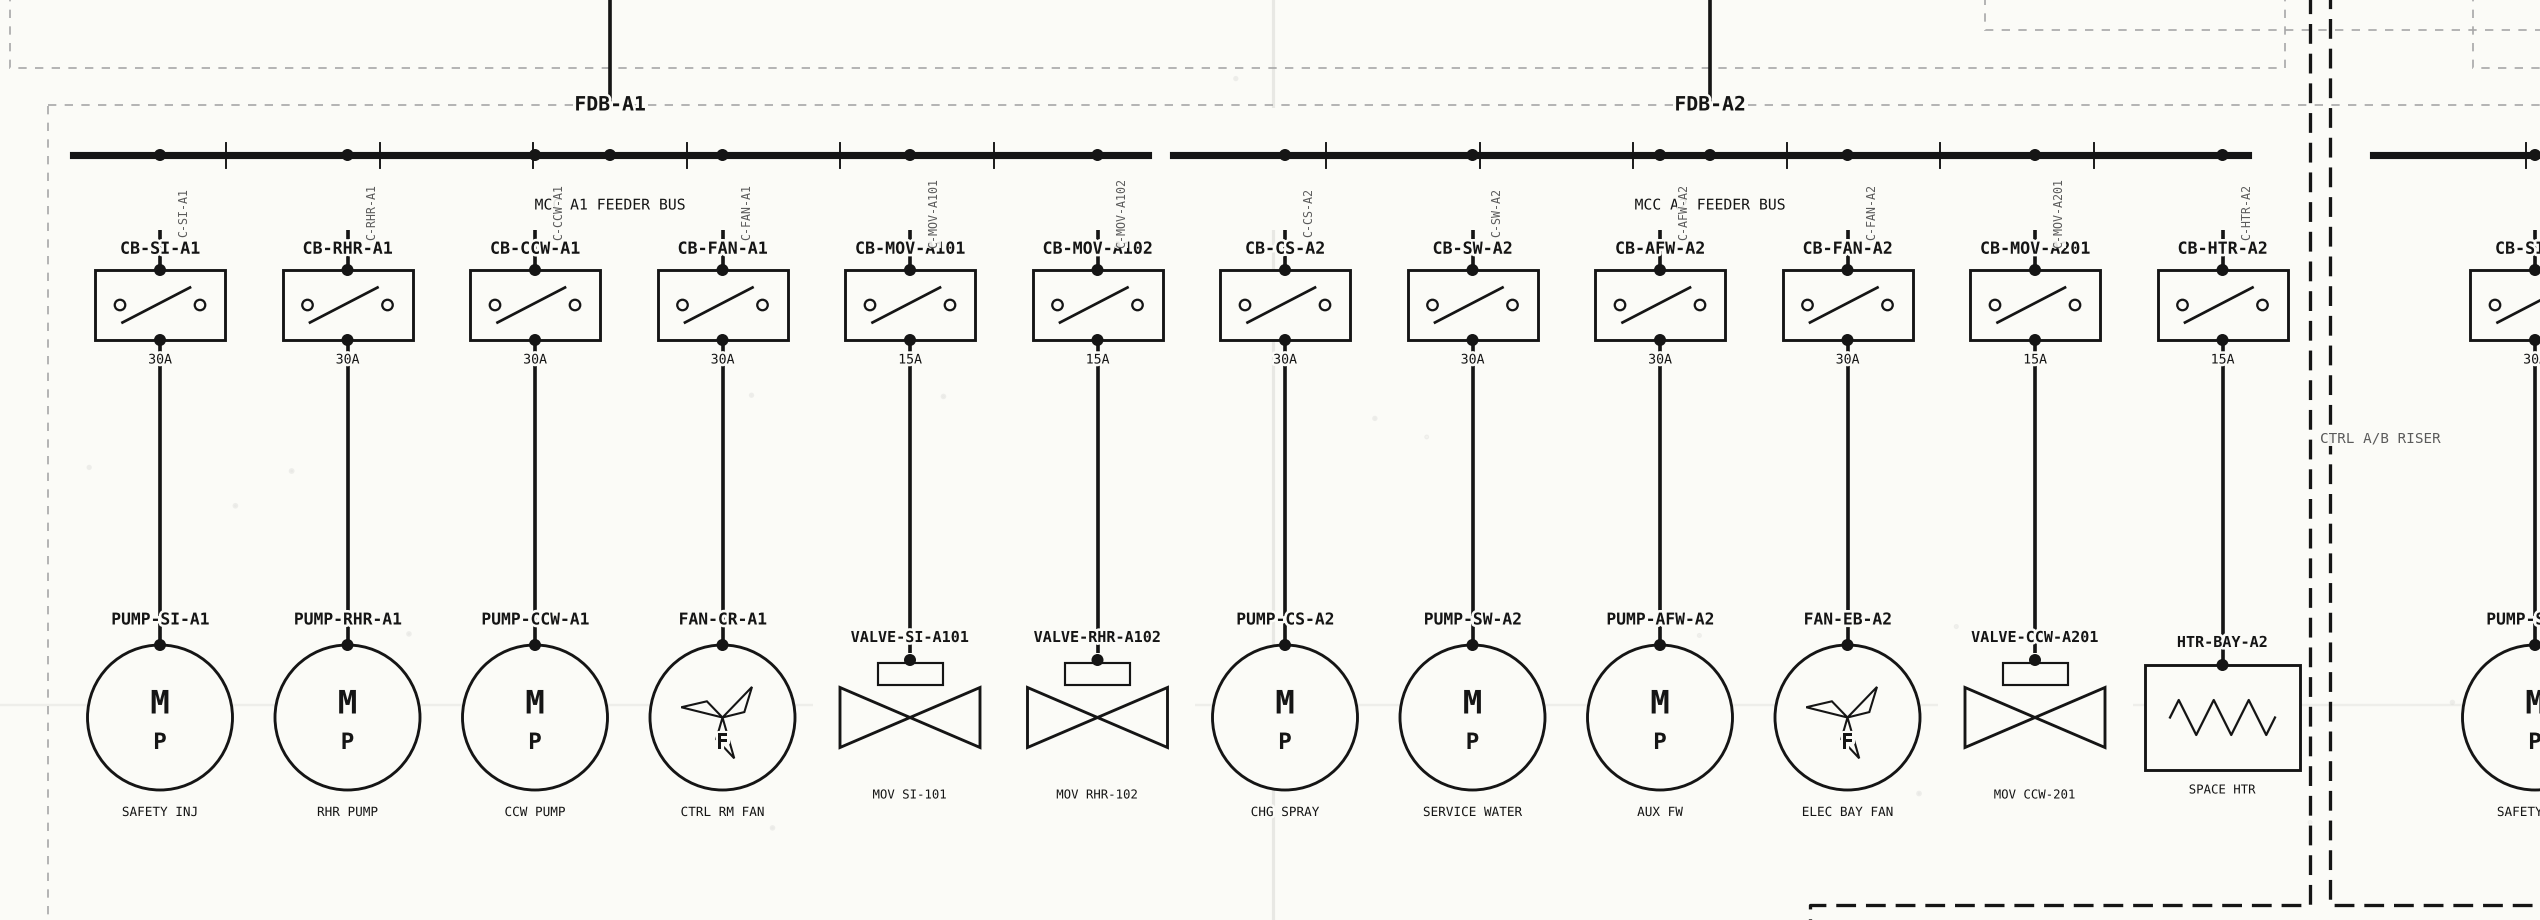 FDB-A1 FDB-A2
C-SI-A1 C-RHR-A1 C-CCW-A1 C-FAN-A1 C-MOV-A101 C-MOV-A102 C-CS-A2 C-SW-A2 C-AFW-A2 C-FAN-A2 C-MOV-A201 C-HTR-A2
A1 FEEDER BUS MCC FEEDER BUS
CB-SI-A1 CB-RHR-A1 CB-CCW-A1 CB-FAN-A1 CB-MOV-A101 CB-MOV-A102 CB-CS-A2 CB-SW-A2 CB-AFW-A2 CB-FAN-A2 CB-MOV-A201 CB-HTR-A2
30A 30A 30A 30A 15A 15A 30A 30A 30A 30A 15A 15A
CTRL A/B RISER
PUMP-SI-A1 PUMP-RHR-A1 PUMP-CCW-A1 FAN-CR-A1 VALVE-SI-A101 VALVE-RHR-A102 PUMP-CS-A2 PUMP-SW-A2 PUMP-AFW-A2 FAN-EB-A2 VALVE-CCW-A201 HTR-BAY-A2
M M M M M M M
P P P F P P P F P
MOV SI-101 MOV RHR-102 MOV CCW-201 SPACE HTR
SAFETY INJ RHR PUMP CCW PUMP CTRL RM FAN CHG SPRAY SERVICE WATER AUX FW ELEC BAY FAN SAFETY